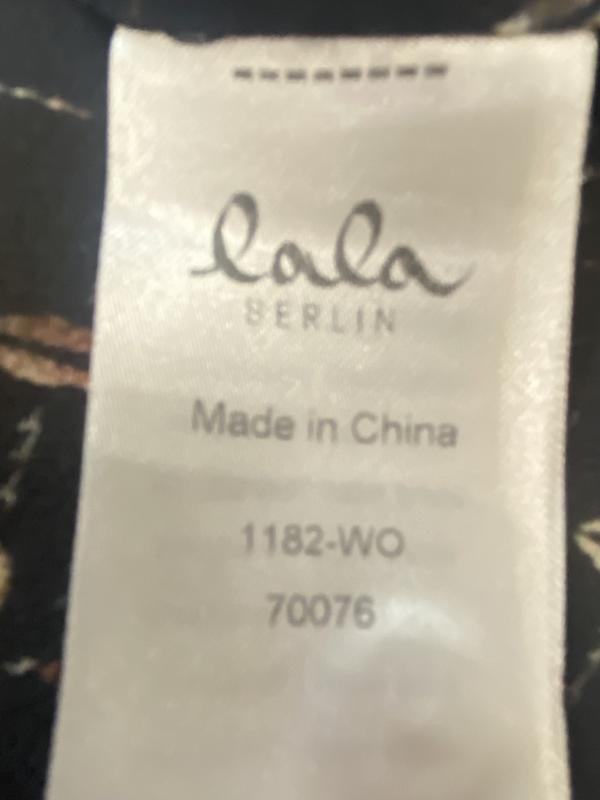 lala
BERLIN
Made in China
1182-WO
70076